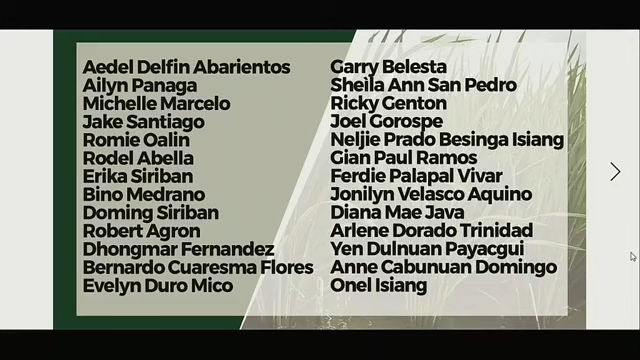 Aedel Delfin Abarientos
Ailyn Panaga
Michelle Marcelo
Jake Santiago
Romie Oalin
Rodel Abella
Erika Siriban
Bino Medrano
Doming Siriban
Robert Agron
Dhongmar Fernandez
Bernardo Cuaresma Flores
Evelyn Duro Mico
Garry Belesta
Sheila Ann San Pedro
Ricky Genton
Joel Gorospe
Neljie Prado Besinga Isiang
Gian Paul Ramos
Ferdie Palapal Vivar
Jonilyn Velasco Aquino
Diana Mae Java
Arlene Dorado Trinidad
Yen Dulnuan Payacgui
Anne Cabunuan Domingo
Onel Isiang